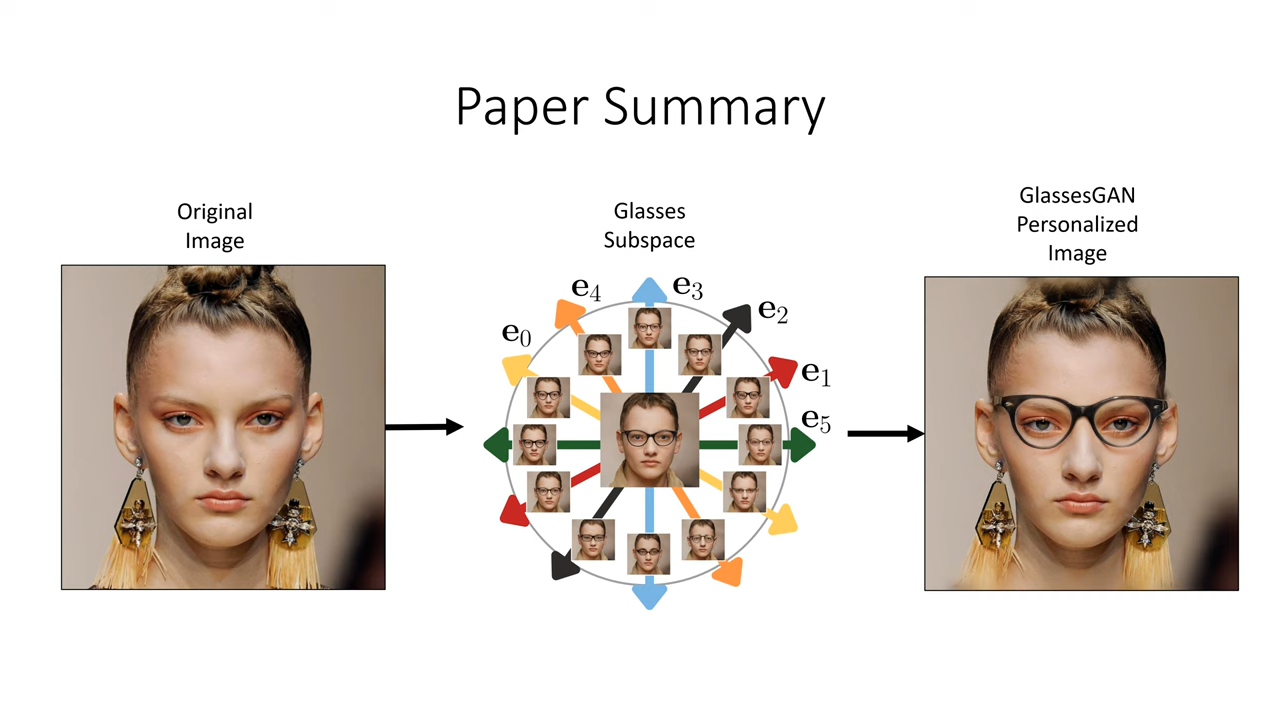 Paper Summary
Original
Image
Glasses
Subspace
GlassesGAN
Personalized
Image
e4
e3
e2
e0
e1
e5